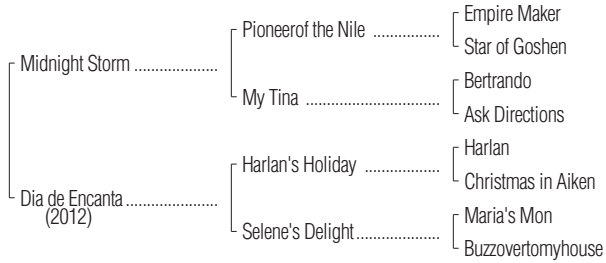 Empire Maker
Pioneerof the Nile ................
Star of Goshen
Midnight Storm ....................
Bertrando
My Tina ................................
Ask Directions
Harlan
Harlan's Holiday ..................
Christmas in Aiken
Dia de Encanta ......................
(2012)
Maria's Mon
Selene's Delight ....................
Buzzovertomyhouse